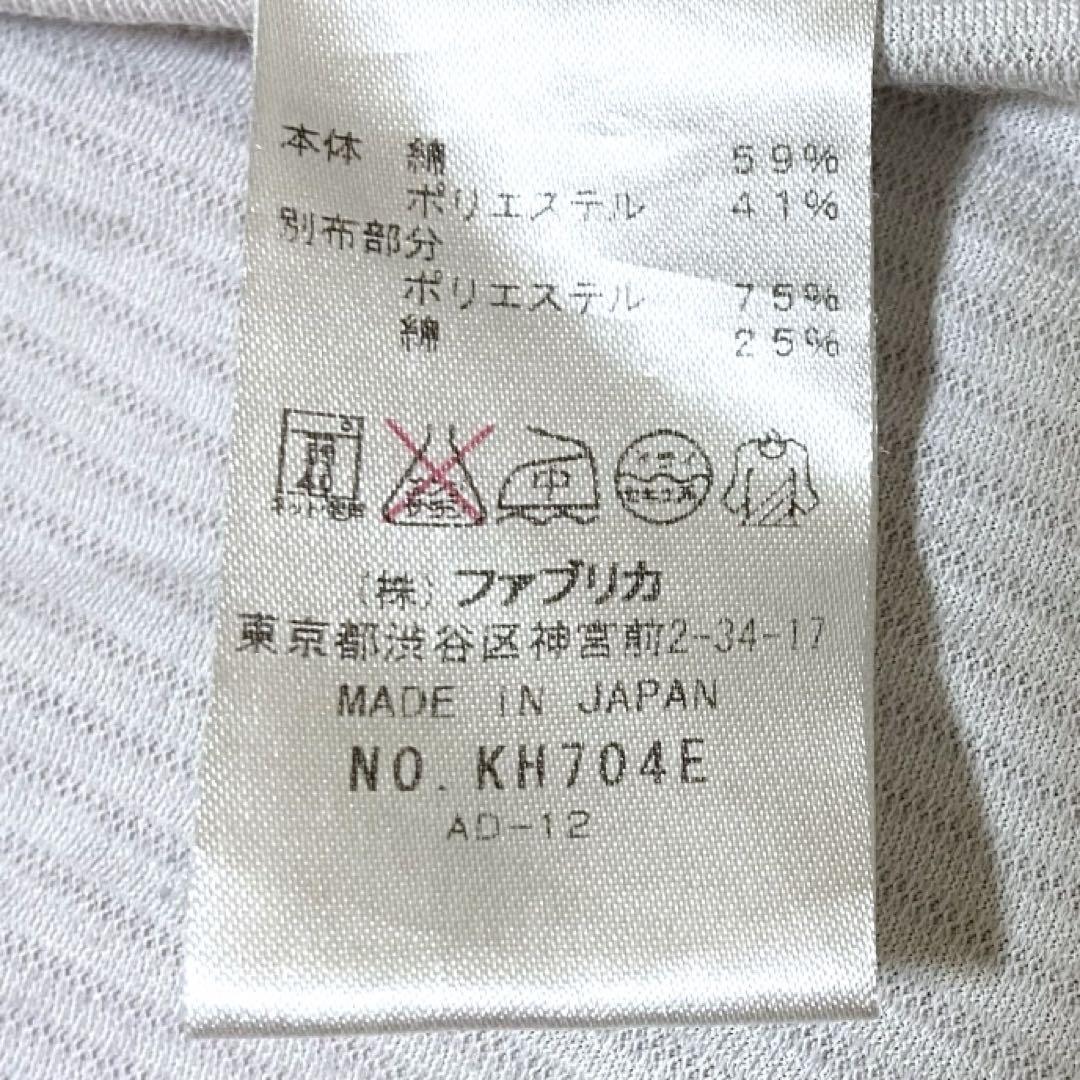 本体 綿 59%
ポリエステル 41%
別布部分
ポリエステル 75%
綿 25%
中
(株)ファブリカ
東京都渋谷区神宮前2-34-17
MADE IN JAPAN
NO. KH704E
AD-12